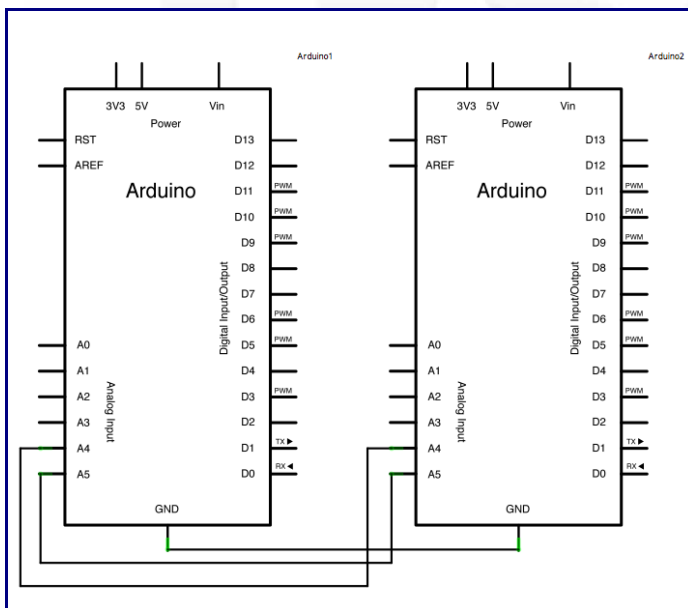 Arduino1
3V3 5V Vin
Power
RST
AREF
Arduino
D13
D12
D11 PWM
D10 PWM
D9 PWM
D8
D7
D6 PWM
D5 PWM
D4
D3 PWM
D2
D1 TX ▶
D0 RX ◀
Digital Input/Output
A0
A1
A2
A3
A4
A5
Analog Input
GND
Arduino2
3V3 5V Vin
Power
RST
AREF
Arduino
D13
D12
D11 PWM
D10 PWM
D9 PWM
D8
D7
D6 PWM
D5 PWM
D4
D3 PWM
D2
D1 TX ▶
D0 RX ◀
Digital Input/Output
A0
A1
A2
A3
A4
A5
Analog Input
GND